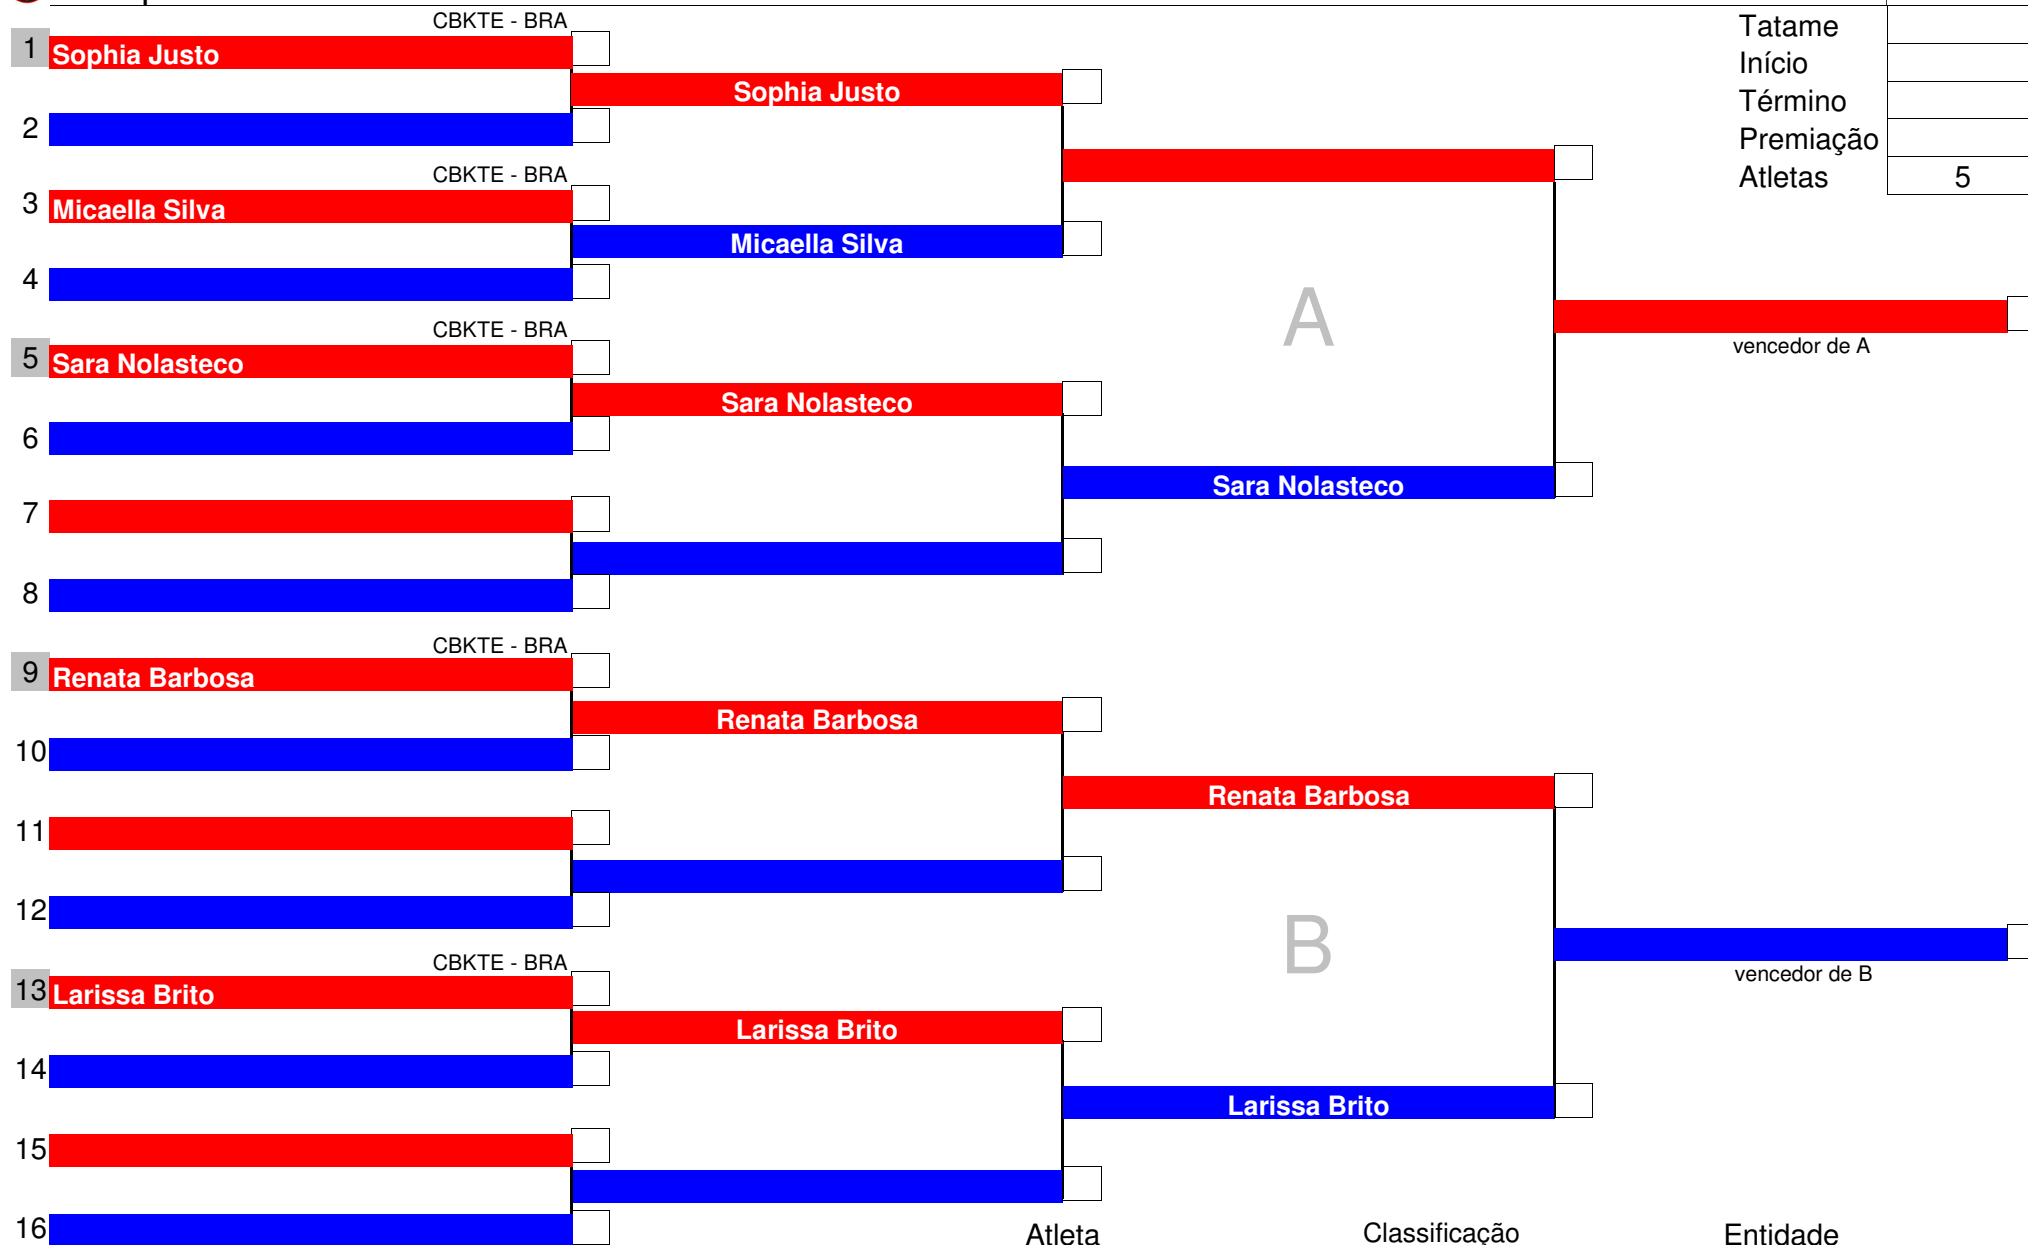 CBKTE - BRA
Tatame
1 Sophia Justo
Início
Sophia Justo
Término
2
Premiação
CBKTE - BRA
Atletas 5
3 Micaella Silva
Micaella Silva
4
A
CBKTE - BRA
vencedor de A
5 Sara Nolasteco
Sara Nolasteco
6
Sara Nolasteco
7
8
CBKTE - BRA
9 Renata Barbosa
Renata Barbosa
10
Renata Barbosa
11
12
B
CBKTE - BRA
vencedor de B
13 Larissa Brito
Larissa Brito
14
Larissa Brito
15
16
Atleta Classificação Entidade